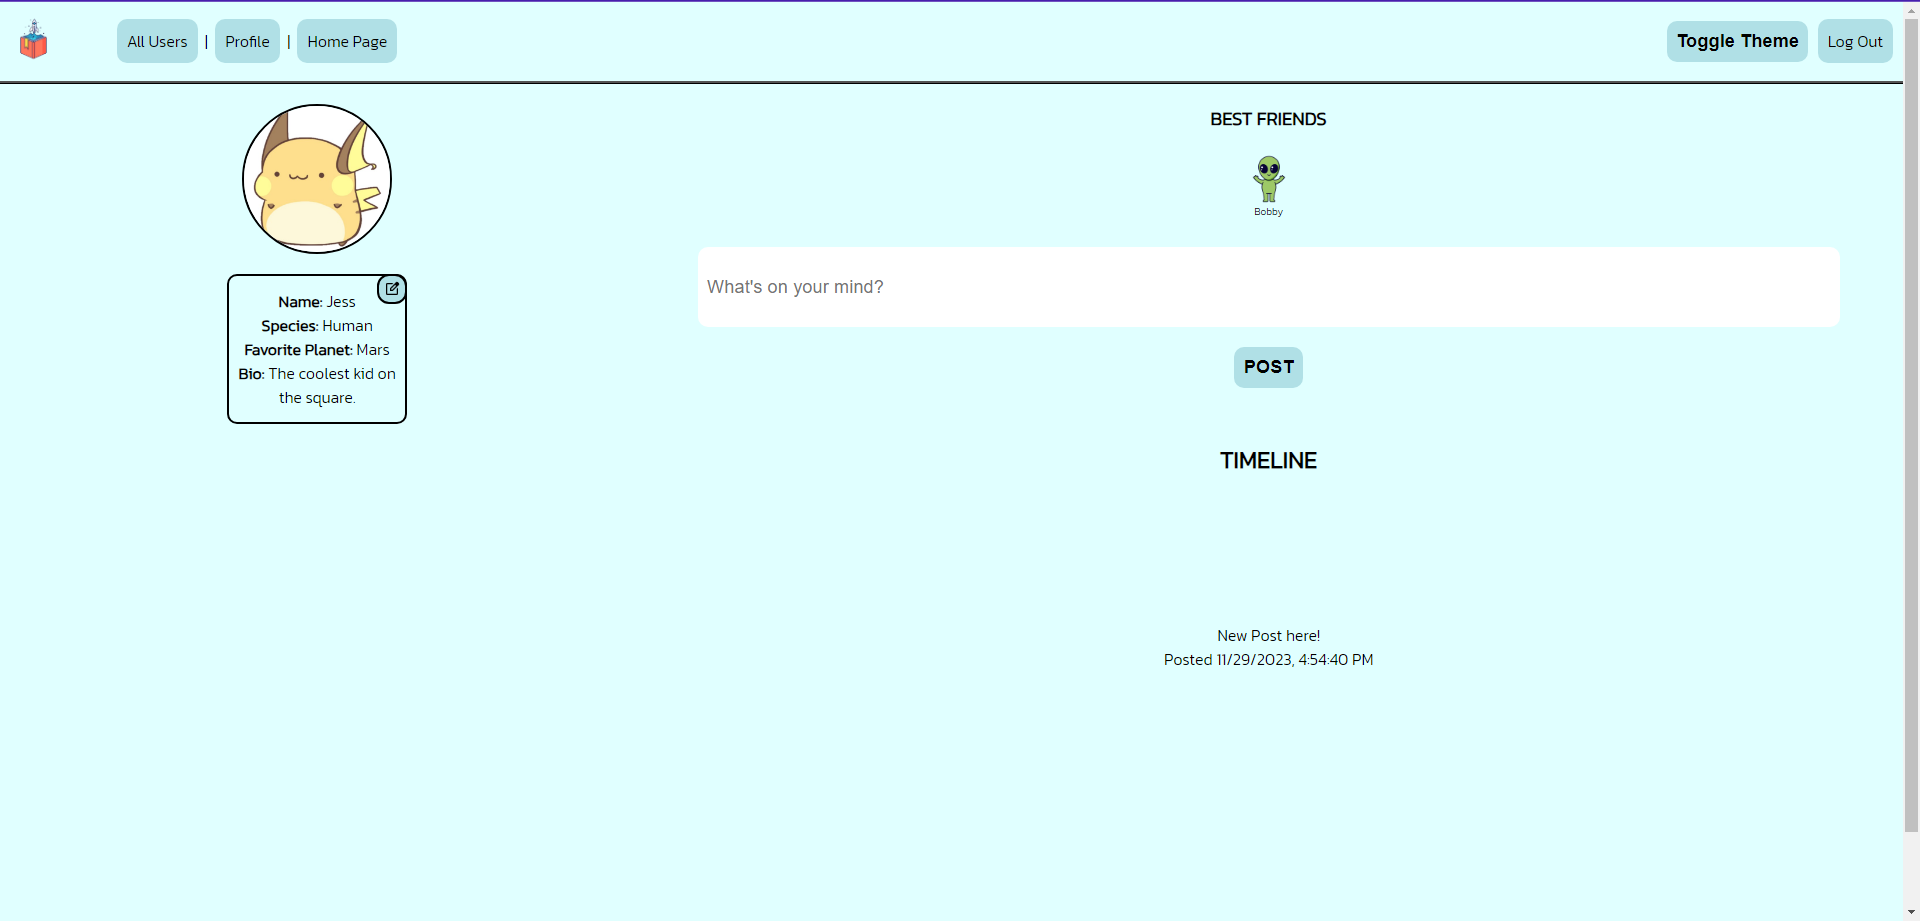 All Users | Profile | Home Page
Toggle Theme
Log Out
Name: Jess
Species: Human
Favorite Planet: Mars
Bio: The coolest kid on
the square.
BEST FRIENDS
Bobby
What's on your mind?
POST
TIMELINE
New Post here!
Posted 11/29/2023, 4:54:40 PM